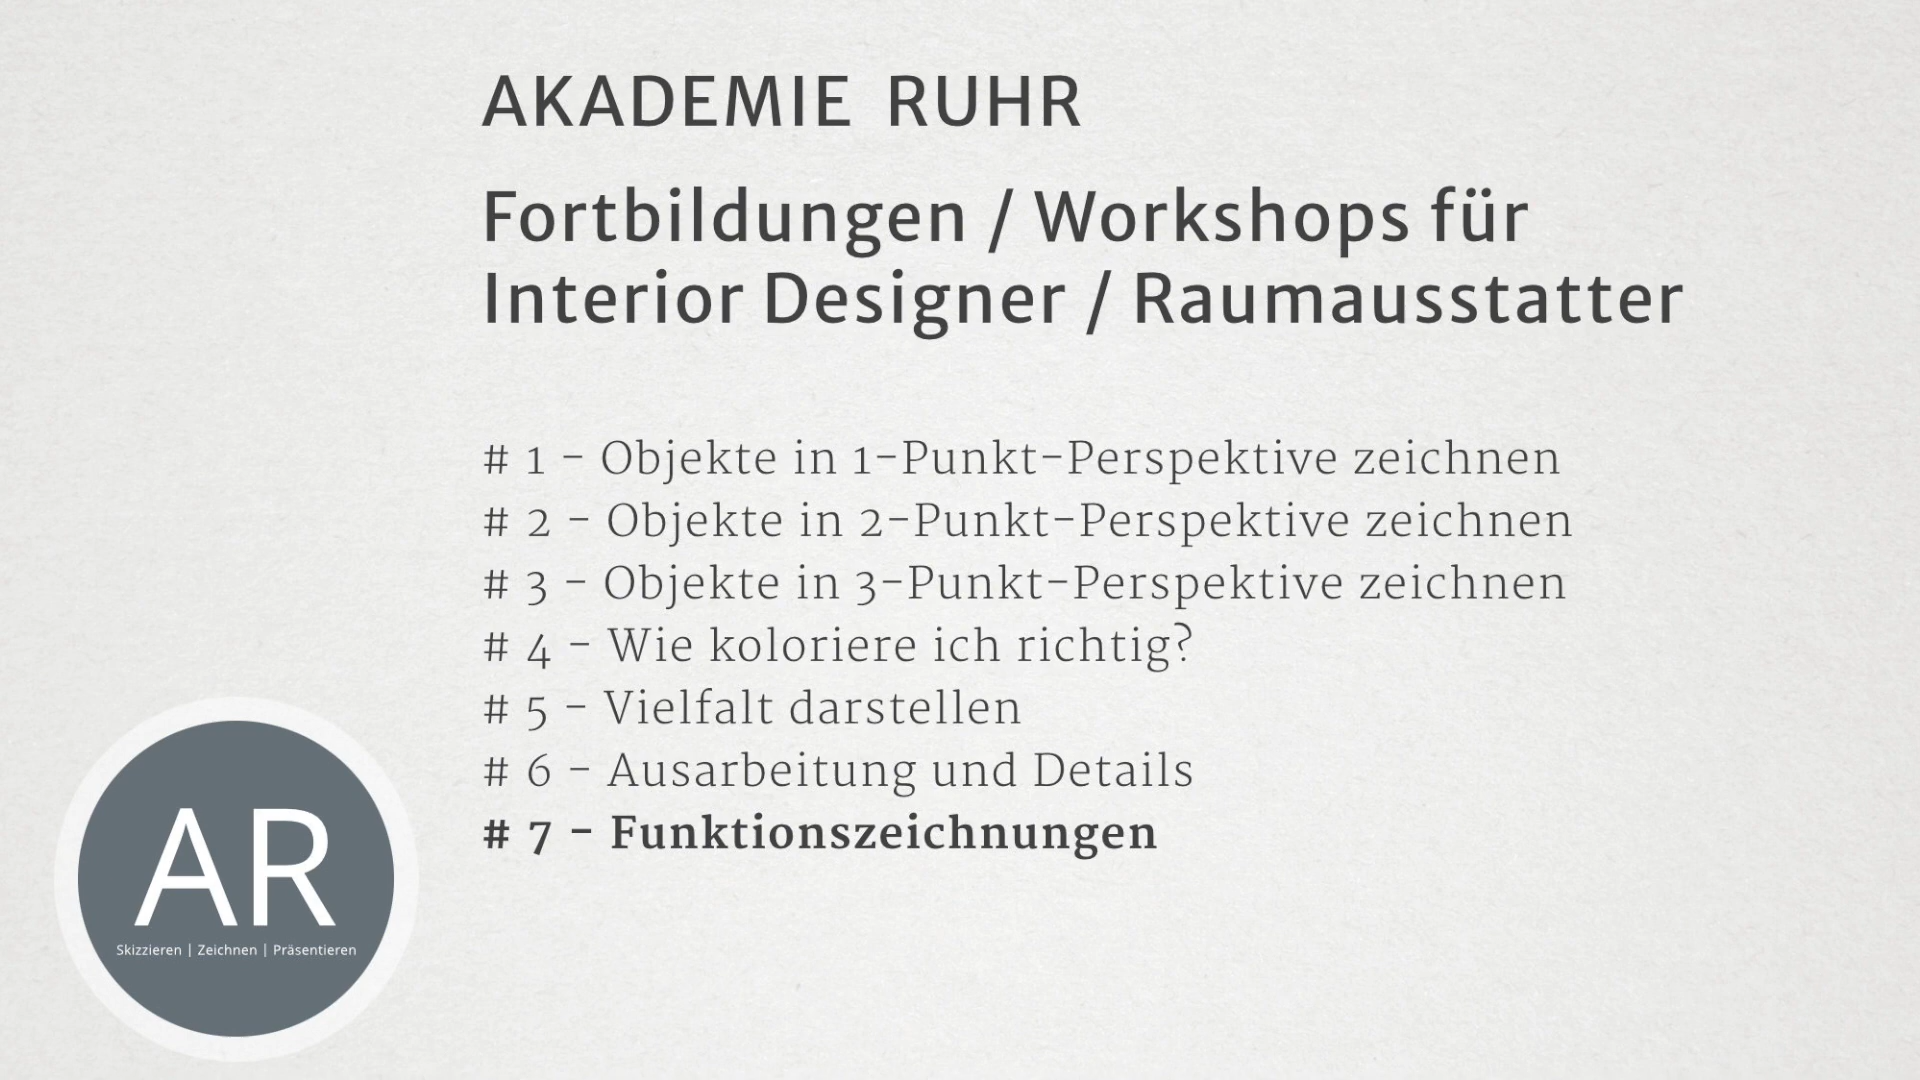 AKADEMIE RUHR
Fortbildungen / Workshops für
Interior Designer / Raumausstatter
# 1 – Objekte in 1-Punkt-Perspektive zeichnen
# 2 – Objekte in 2-Punkt-Perspektive zeichnen
# 3 – Objekte in 3-Punkt-Perspektive zeichnen
# 4 – Wie koloriere ich richtig?
# 5 – Vielfalt darstellen
# 6 – Ausarbeitung und Details
# 7 – Funktionszeichnungen
AR
Skizzieren | Zeichnen | Präsentieren